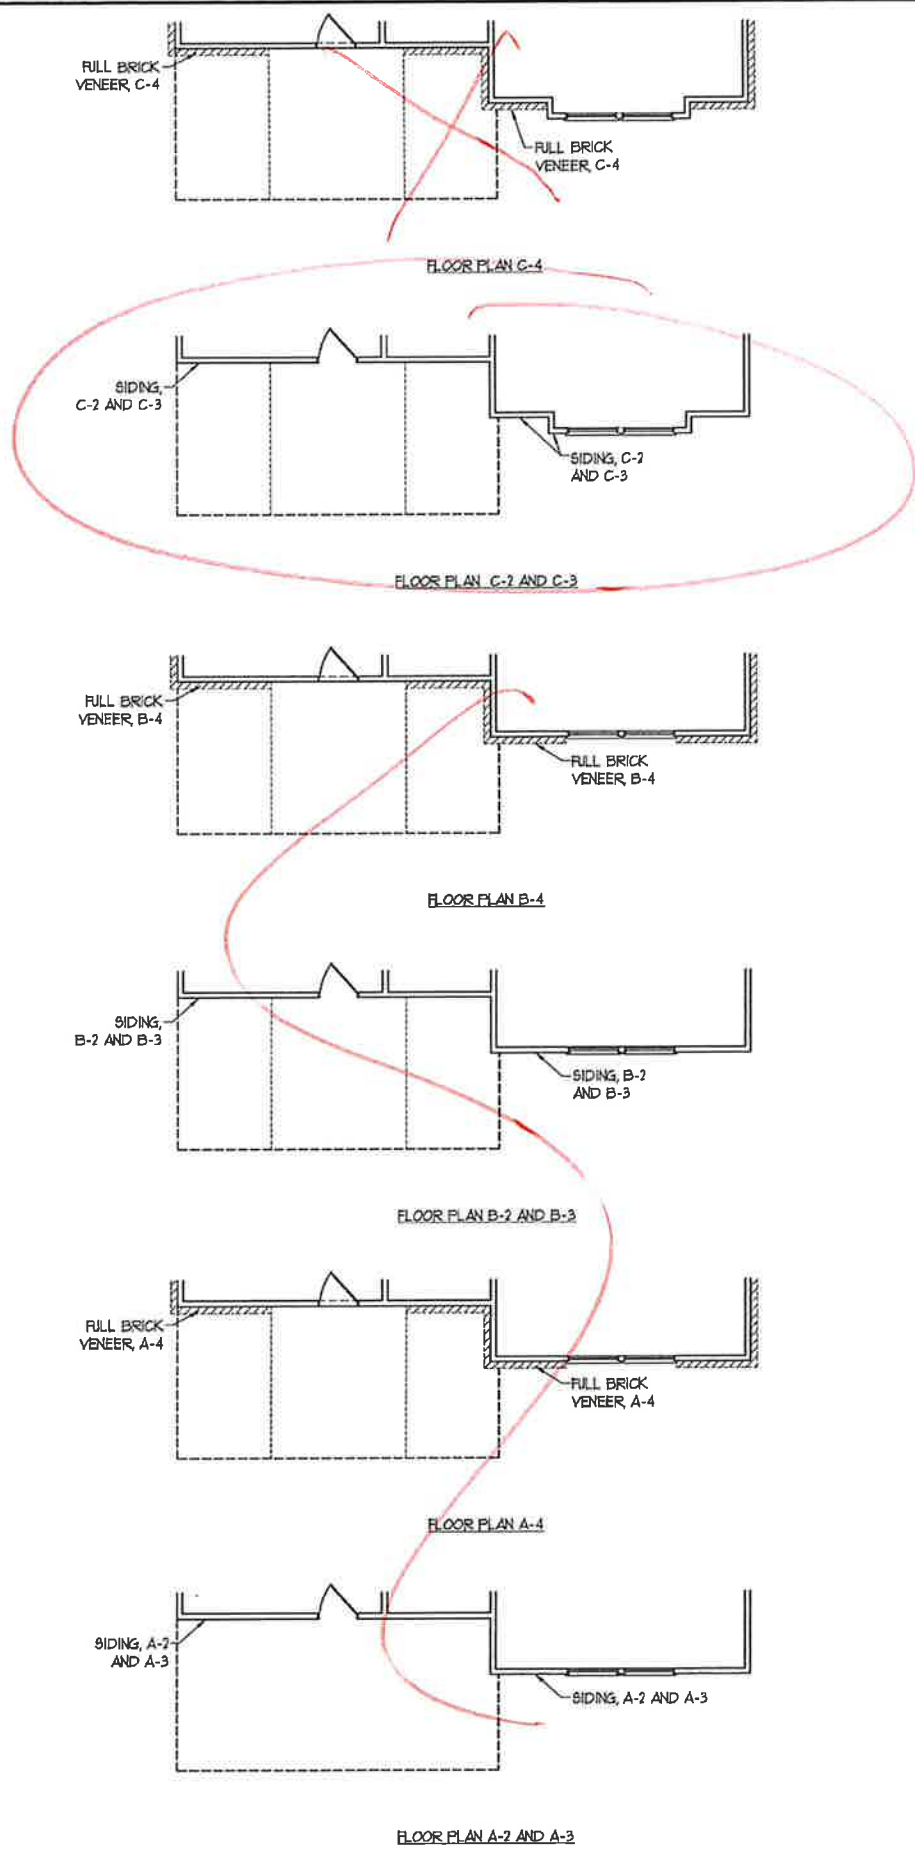 FULL BRICK
VENEER, C-4
FULL BRICK
VENEER, C-4
FLOOR PLAN C-4
SIDING,
C-2 AND C-3
SIDING, C-2
AND C-3
FLOOR PLAN C-2 AND C-3
FULL BRICK
VENEER, B-4
FULL BRICK
VENEER, B-4
FLOOR PLAN B-4
SIDING,
B-2 AND B-3
SIDING, B-2
AND B-3
FLOOR PLAN B-2 AND B-3
FULL BRICK
VENEER, A-4
FULL BRICK
VENEER, A-4
FLOOR PLAN A-4
SIDING, A-2
AND A-3
SIDING, A-2 AND A-3
FLOOR PLAN A-2 AND A-3